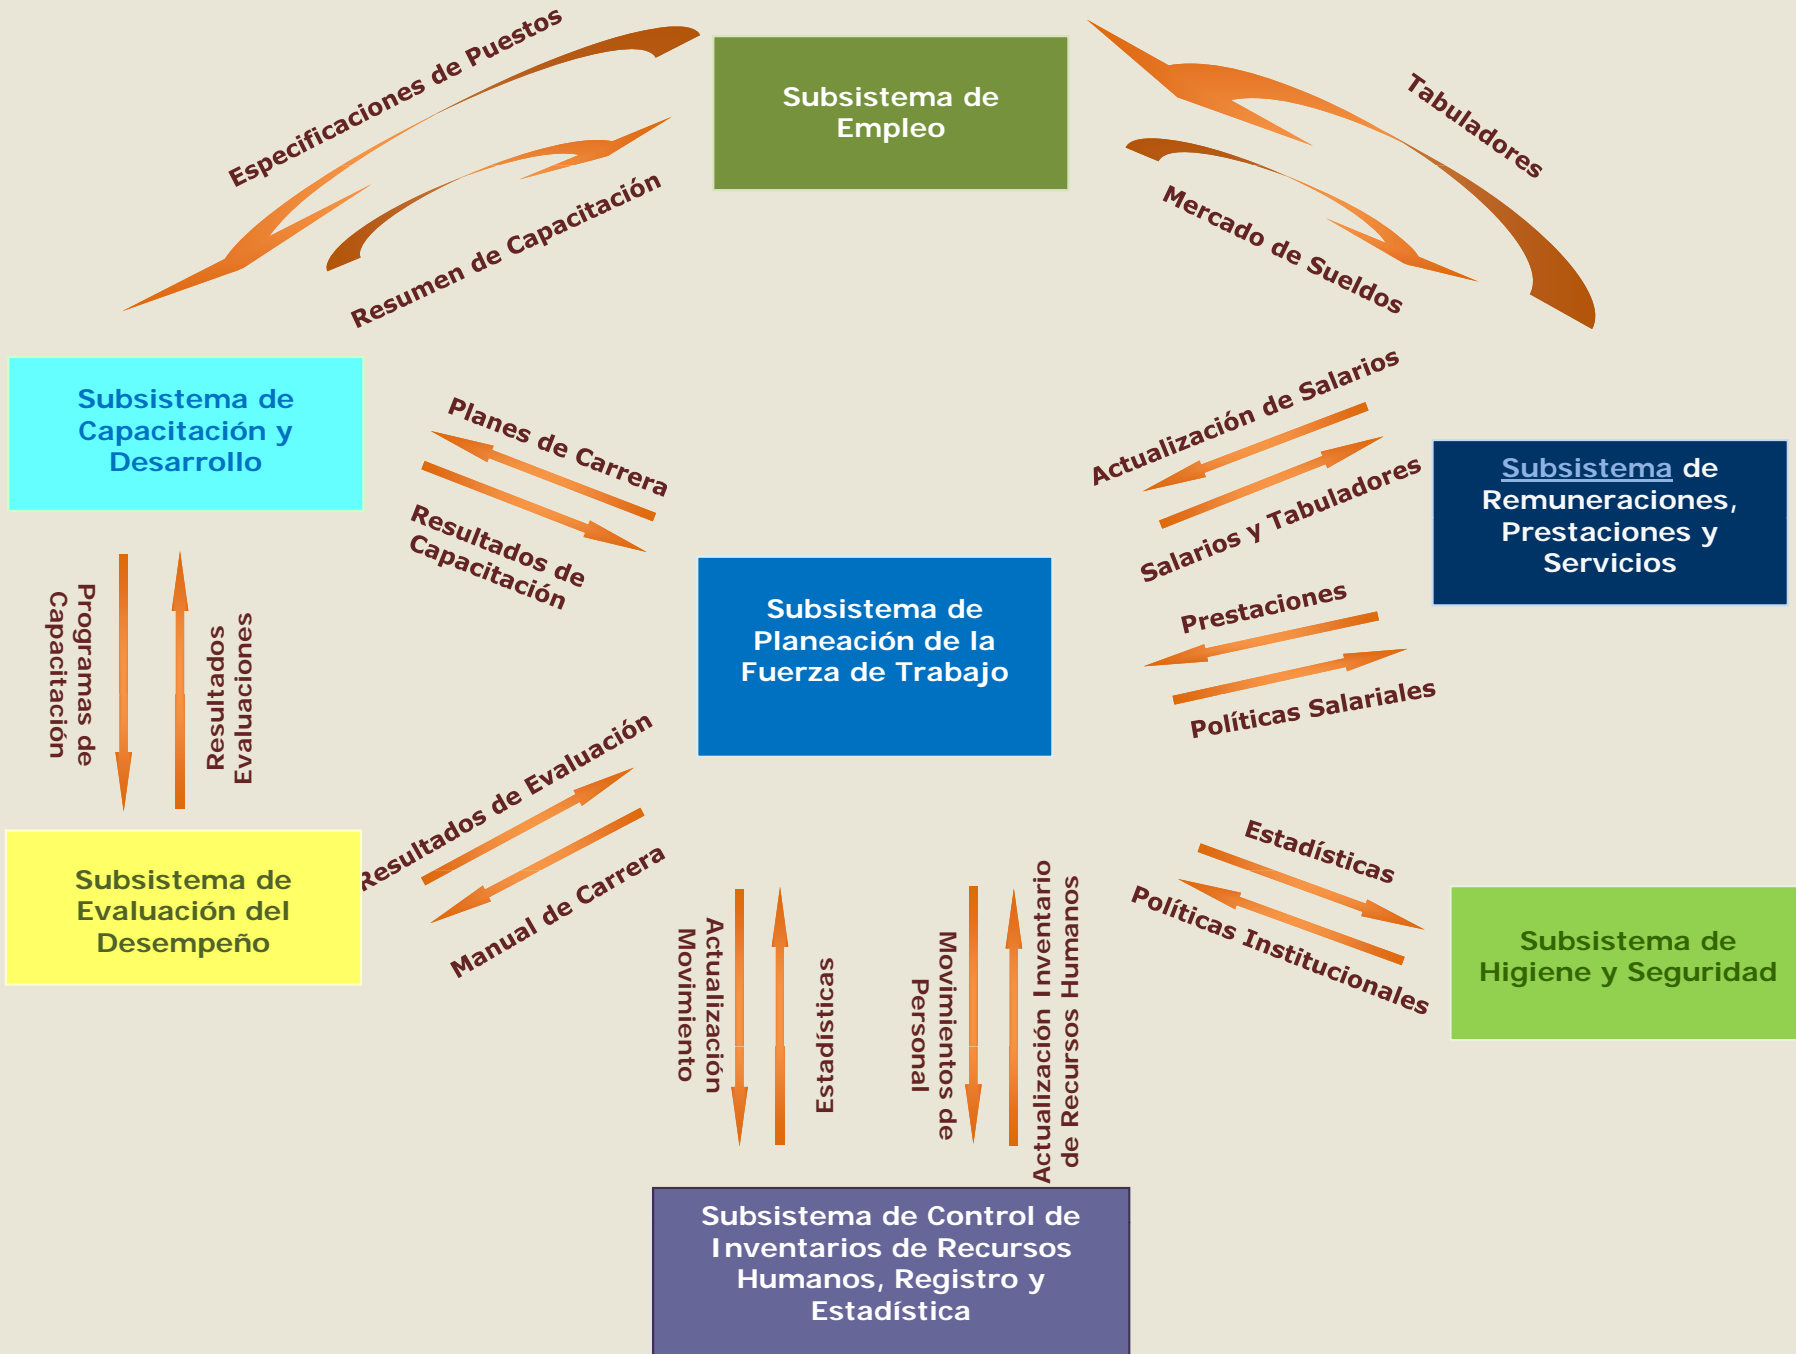 Especificaciones de Puestos
Subsistema de
Empleo
Tabuladores
Resumen de Capacitación
Mercado de Sueldos
Subsistema de
Capacitación y
Desarrollo
Planes de Carrera
Resultados de
Capacitación
Actualización de Salarios
Salarios y Tabuladores
Subsistema de
Remuneraciones,
Prestaciones y
Servicios
Programas de
Capacitación
Resultados
Evaluaciones
Subsistema de
Planeación de la
Fuerza de Trabajo
Prestaciones
Políticas Salariales
Resultados de Evaluación
Manual de Carrera
Subsistema de
Evaluación del
Desempeño
Estadísticas
Políticas Institucionales
Subsistema de
Higiene y Seguridad
Actualización
Movimiento
Estadísticas
Movimientos de
Personal
Actualización Inventario
de Recursos Humanos
Subsistema de Control de
Inventarios de Recursos
Humanos, Registro y
Estadística